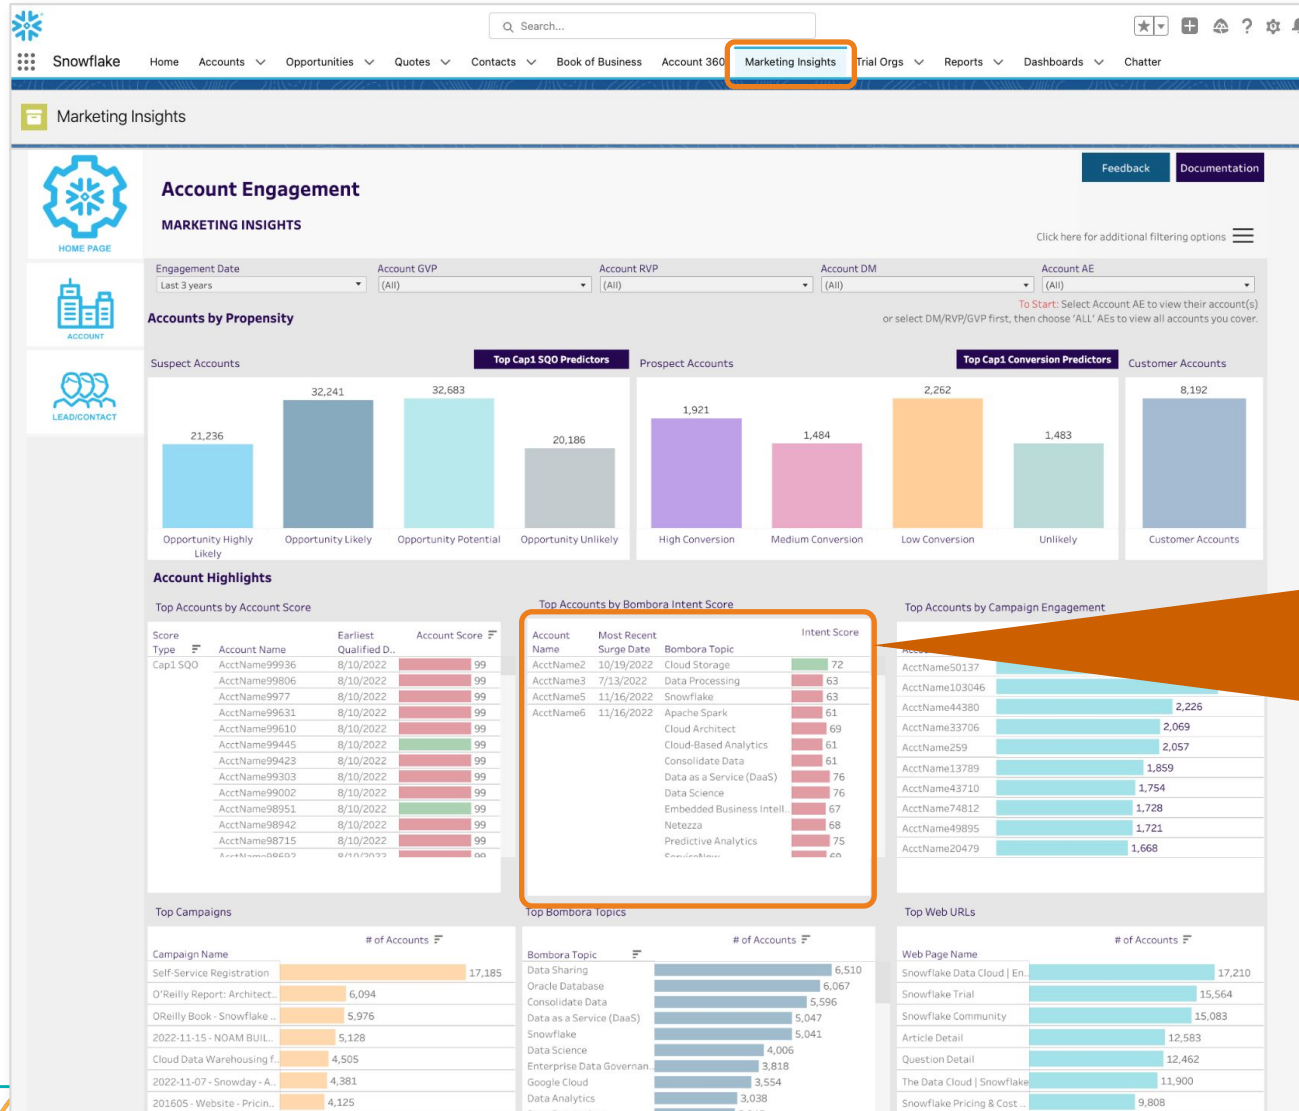 Search...
Snowflake Home Accounts Opportunities Quotes Contacts Book of Business Account 360 Marketing Insights Trial Orgs Reports Dashboards Chatter
Marketing Insights
HOME PAGE
ACCOUNT
LEAD/CONTACT
Feedback Documentation
Account Engagement
MARKETING INSIGHTS
Click here for additional filtering options
Engagement Date Account GVP Account RVP Account DM Account AE
Last 3 years (All) (All) (All) (All)
To Start: Select Account AE to view their account(s)
or select DM/RVP/GVP first, then choose 'ALL' AEs to view all accounts you cover.
Accounts by Propensity
Suspect Accounts Top Cap1 SQO Predictors Prospect Accounts Top Cap1 Conversion Predictors Customer Accounts
21,236 32,241 32,683 20,186 1,921 1,484 2,262 1,483 8,192
Opportunity Highly Likely Opportunity Likely Opportunity Potential Opportunity Unlikely High Conversion Medium Conversion Low Conversion Unlikely Customer Accounts
Account Highlights
Top Accounts by Account Score
Score Type Account Name Earliest Qualified D.. Account Score
Cap1 SQO AcctName99936 8/10/2022 99
AcctName99806 8/10/2022 99
AcctName9977 8/10/2022 99
AcctName99631 8/10/2022 99
AcctName99610 8/10/2022 99
AcctName99445 8/10/2022 99
AcctName99423 8/10/2022 99
AcctName99303 8/10/2022 99
AcctName99002 8/10/2022 99
AcctName98951 8/10/2022 99
AcctName98942 8/10/2022 99
AcctName98715 8/10/2022 99
Top Accounts by Bombora Intent Score
Account Name Most Recent Surge Date Bombora Topic Intent Score
AcctName2 10/19/2022 Cloud Storage 72
AcctName3 7/13/2022 Data Processing 63
AcctName5 11/16/2022 Snowflake 63
AcctName6 11/16/2022 Apache Spark 61
Cloud Architect 69
Cloud-Based Analytics 61
Consolidate Data 61
Data as a Service (DaaS) 76
Data Science 76
Embedded Business Intell.. 67
Netezza 68
Predictive Analytics 75
Top Accounts by Campaign Engagement
AcctName50137
AcctName103046
AcctName44380 2,226
AcctName33706 2,069
AcctName259 2,057
AcctName13789 1,859
AcctName43710 1,754
AcctName74812 1,728
AcctName49895 1,721
AcctName20479 1,668
Top Campaigns
Campaign Name # of Accounts
Self-Service Registration 17,185
O'Reilly Report: Architect.. 6,094
OReilly Book - Snowflake .. 5,976
2022-11-15 - NOAM BUIL.. 5,128
Cloud Data Warehousing f.. 4,505
2022-11-07 - Snowday - A.. 4,381
201605 - Website - Pricin.. 4,125
Top Bombora Topics
Bombora Topic # of Accounts
Data Sharing 6,510
Oracle Database 6,067
Consolidate Data 5,596
Data as a Service (DaaS) 5,047
Snowflake 5,041
Data Science 4,006
Enterprise Data Governan.. 3,818
Google Cloud 3,554
Data Analytics 3,038
Top Web URLs
Web Page Name # of Accounts
Snowflake Data Cloud | En.. 17,210
Snowflake Trial 15,564
Snowflake Community 15,083
Article Detail 12,583
Question Detail 12,462
The Data Cloud | Snowflake 11,900
Snowflake Pricing & Cost .. 9,808